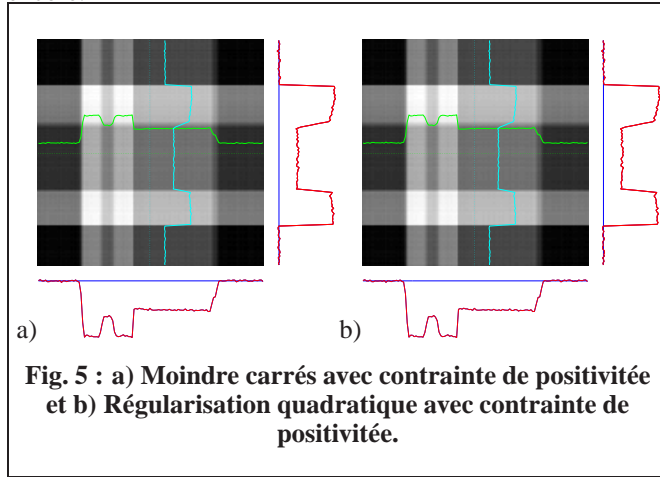 a)
b)
Fig. 5 : a) Moindre carrés avec contrainte de positivitée
et b) Régularisation quadratique avec contrainte de
positivitée.